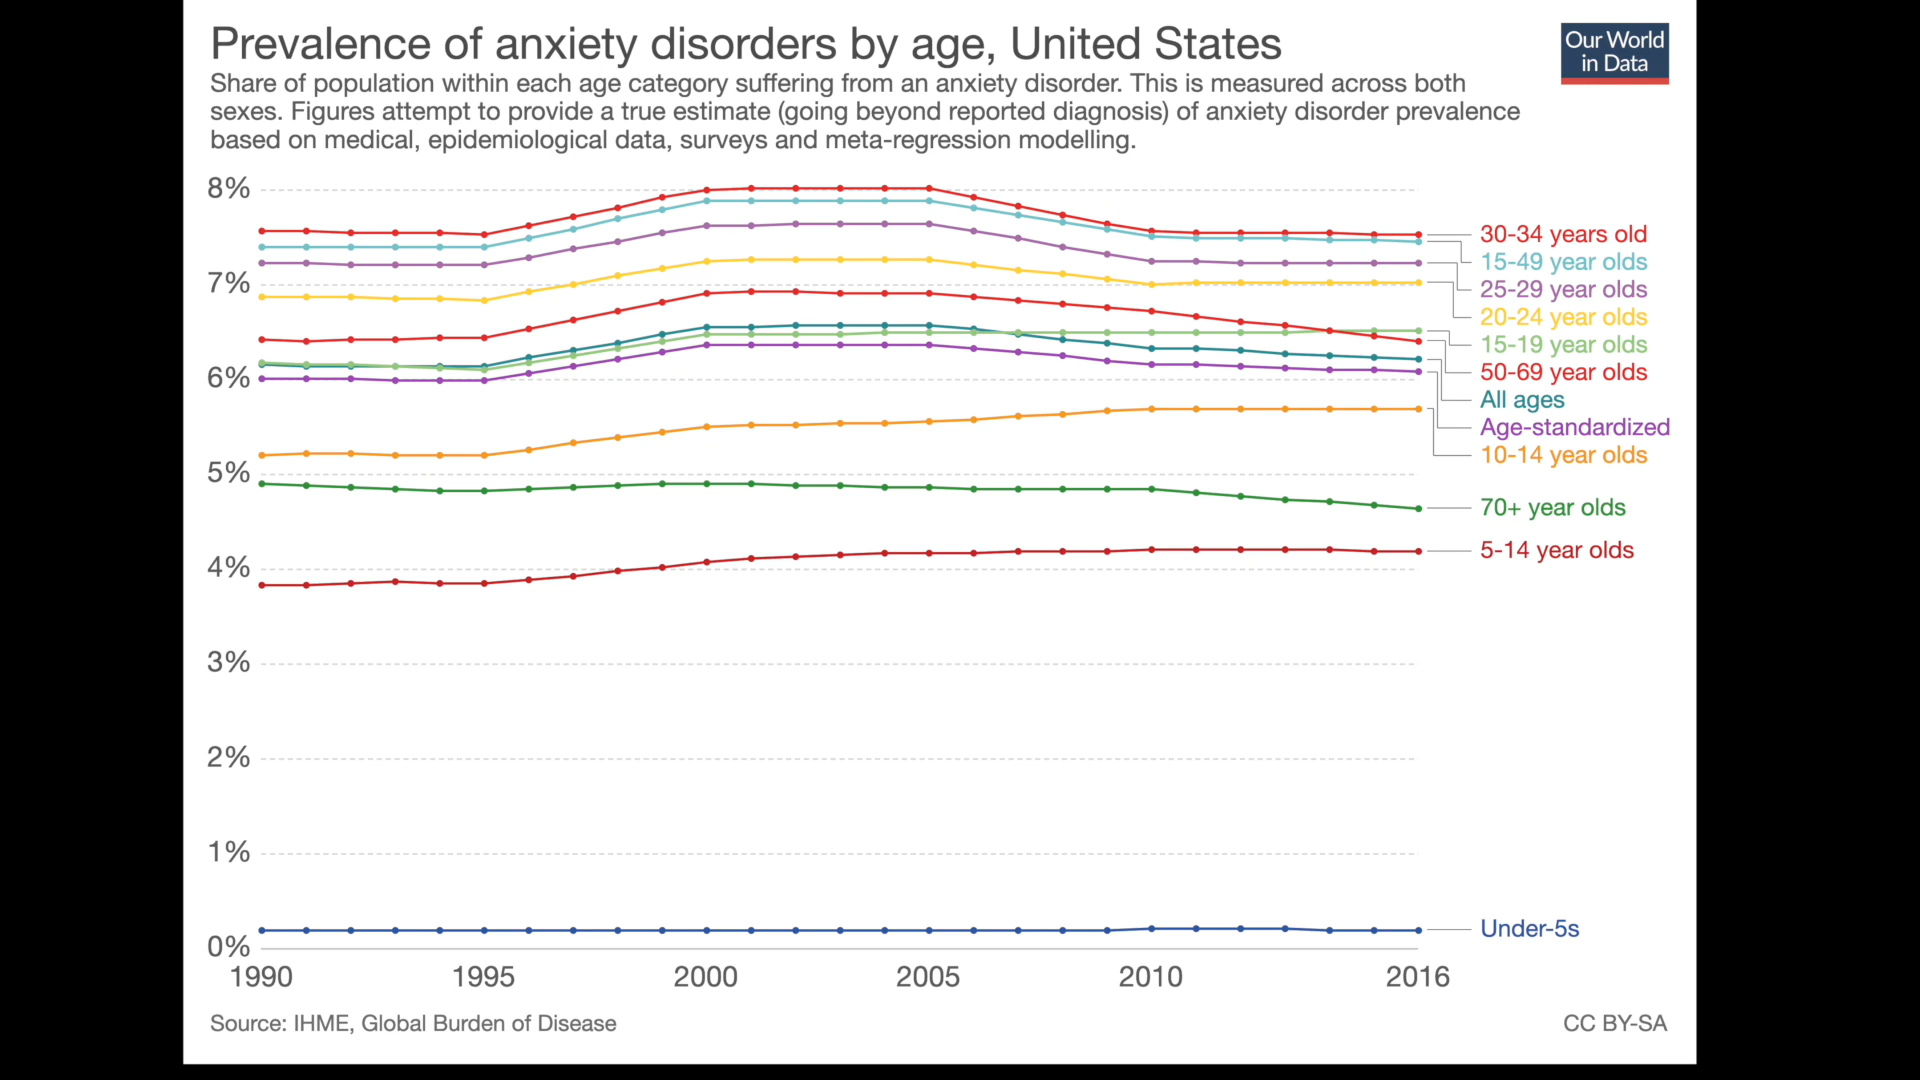 Prevalence of anxiety disorders by age, United States
Our World
in Data
Share of population within each age category suffering from an anxiety disorder. This is measured across both
sexes. Figures attempt to provide a true estimate (going beyond reported diagnosis) of anxiety disorder prevalence
based on medical, epidemiological data, surveys and meta-regression modelling.
8%
7%
6%
5%
4%
3%
2%
1%
0%
30-34 years old
15-49 year olds
25-29 year olds
20-24 year olds
15-19 year olds
50-69 year olds
All ages
Age-standardized
10-14 year olds
70+ year olds
5-14 year olds
Under-5s
1990 1995 2000 2005 2010 2016
Source: IHME, Global Burden of Disease
CC BY-SA